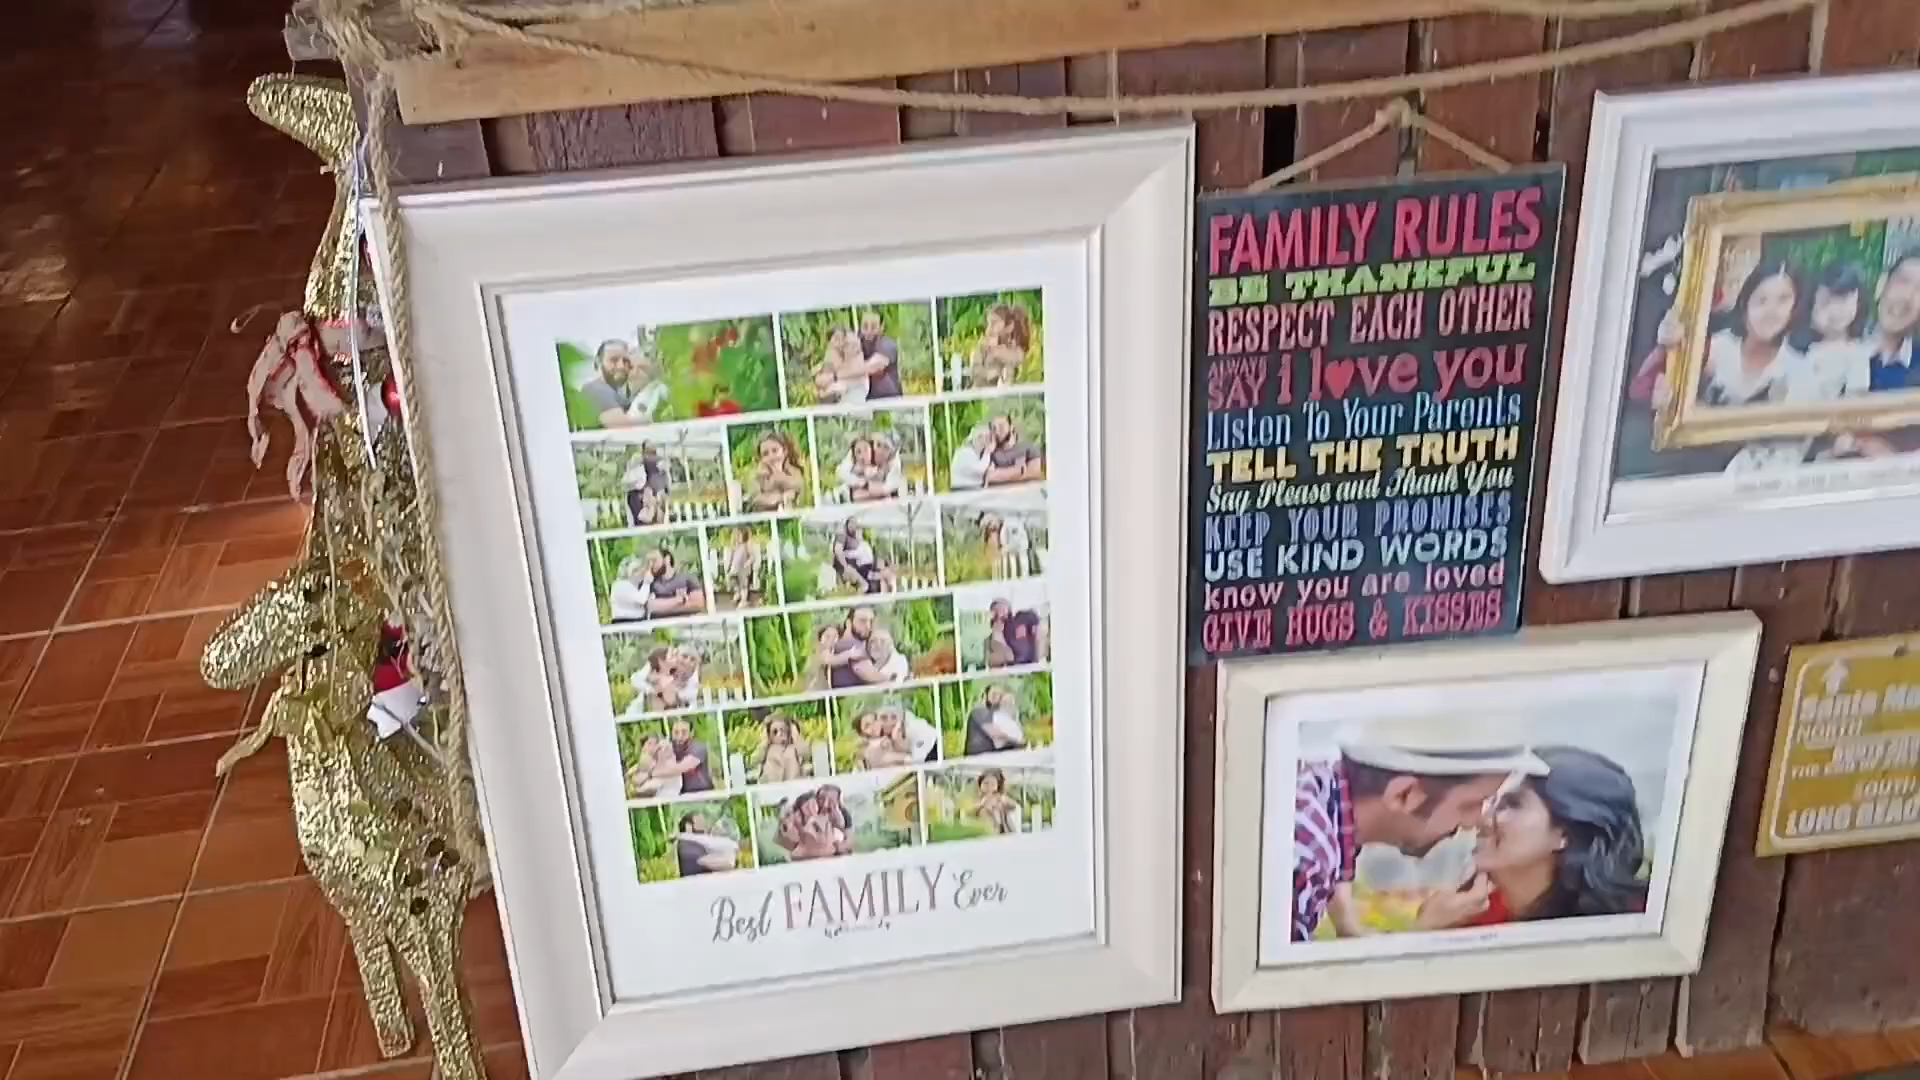 FAMILY RULES
BE THANKFUL
RESPECT EACH OTHER
ALWAYS
SAY i love you
Listen To Your Parents
TELL THE TRUTH
Say Please and Thank You
KEEP YOUR PROMISES
USE KIND WORDS
know you are loved
GIVE HUGS & KISSES
Best FAMILY Ever
NORTH
SOUTH
LONG